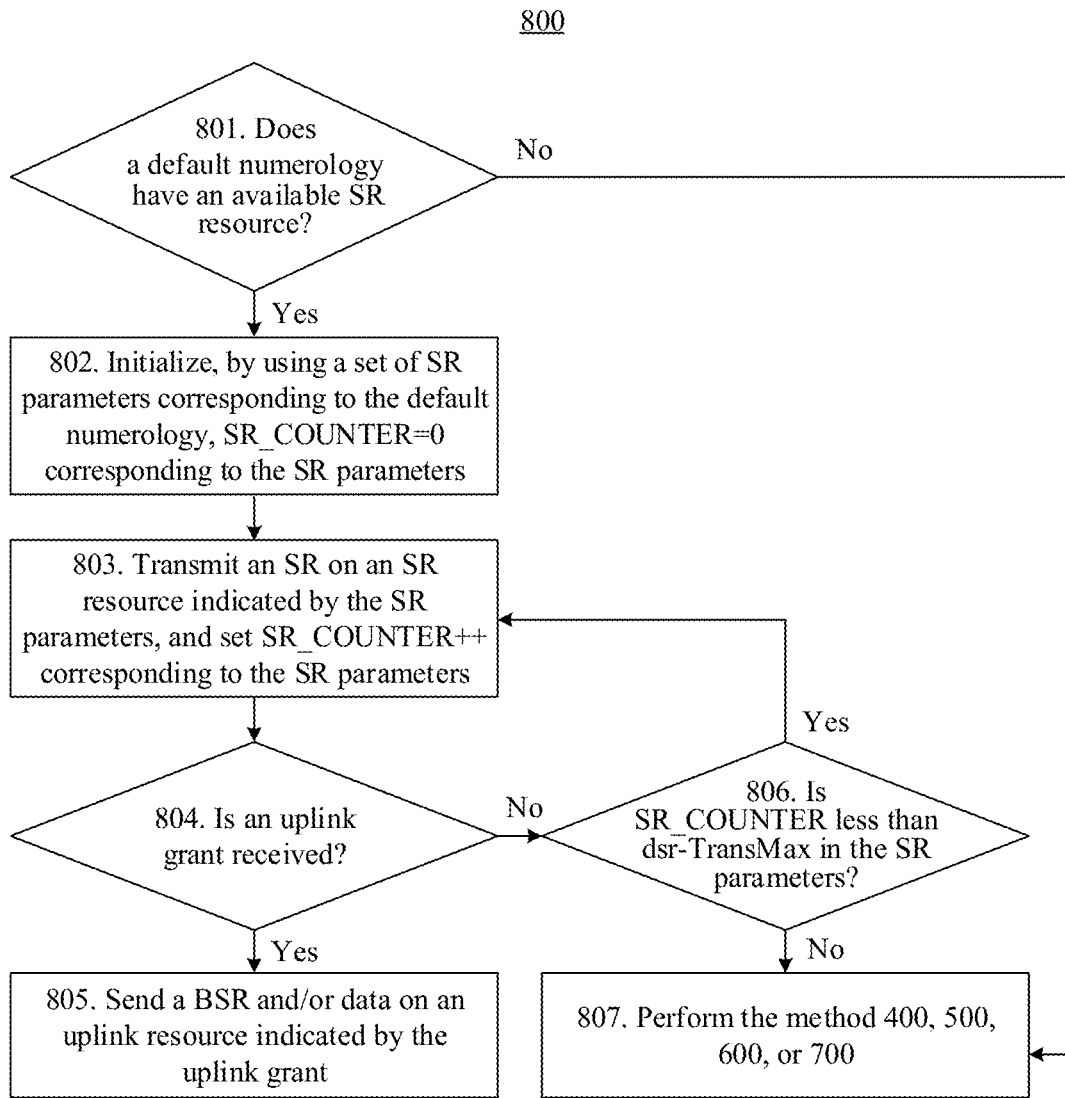 800
801. Does
a default numerology
have an available SR
resource?
No
Yes
802. Initialize, by using a set of SR
parameters corresponding to the default
numerology, SR_COUNTER=0
corresponding to the SR parameters
803. Transmit an SR on an SR
resource indicated by the SR
parameters, and set SR_COUNTER++
corresponding to the SR parameters
Yes
804. Is an uplink
grant received?
No
806. Is
SR_COUNTER less than
dsr-TransMax in the SR
parameters?
Yes
No
805. Send a BSR and/or data on an
uplink resource indicated by the
uplink grant
807. Perform the method 400, 500,
600, or 700